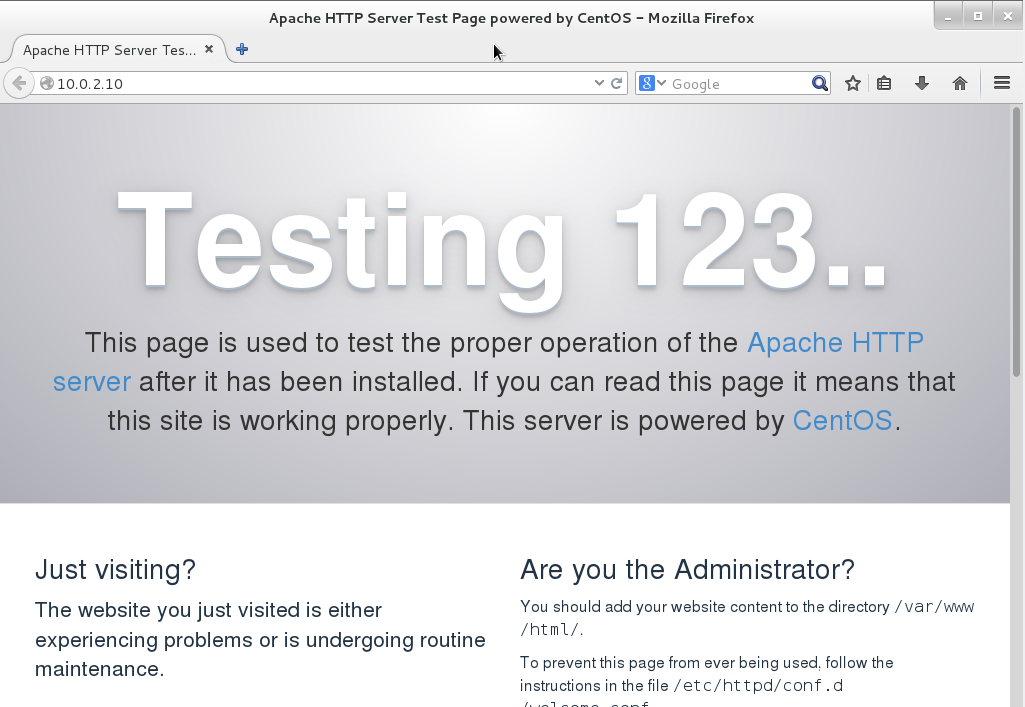 Apache HTTP Server Test Page powered by CentOS - Mozilla Firefox
Apache HTTP Server Tes...
10.0.2.10
Google
Testing 123..
This page is used to test the proper operation of the Apache HTTP
server after it has been installed. If you can read this page it means that
this site is working properly. This server is powered by CentOS.
Just visiting?
The website you just visited is either
experiencing problems or is undergoing routine
maintenance.
Are you the Administrator?
You should add your website content to the directory /var/www
/html/.
To prevent this page from ever being used, follow the
instructions in the file /etc/httpd/conf.d
/welcome.conf